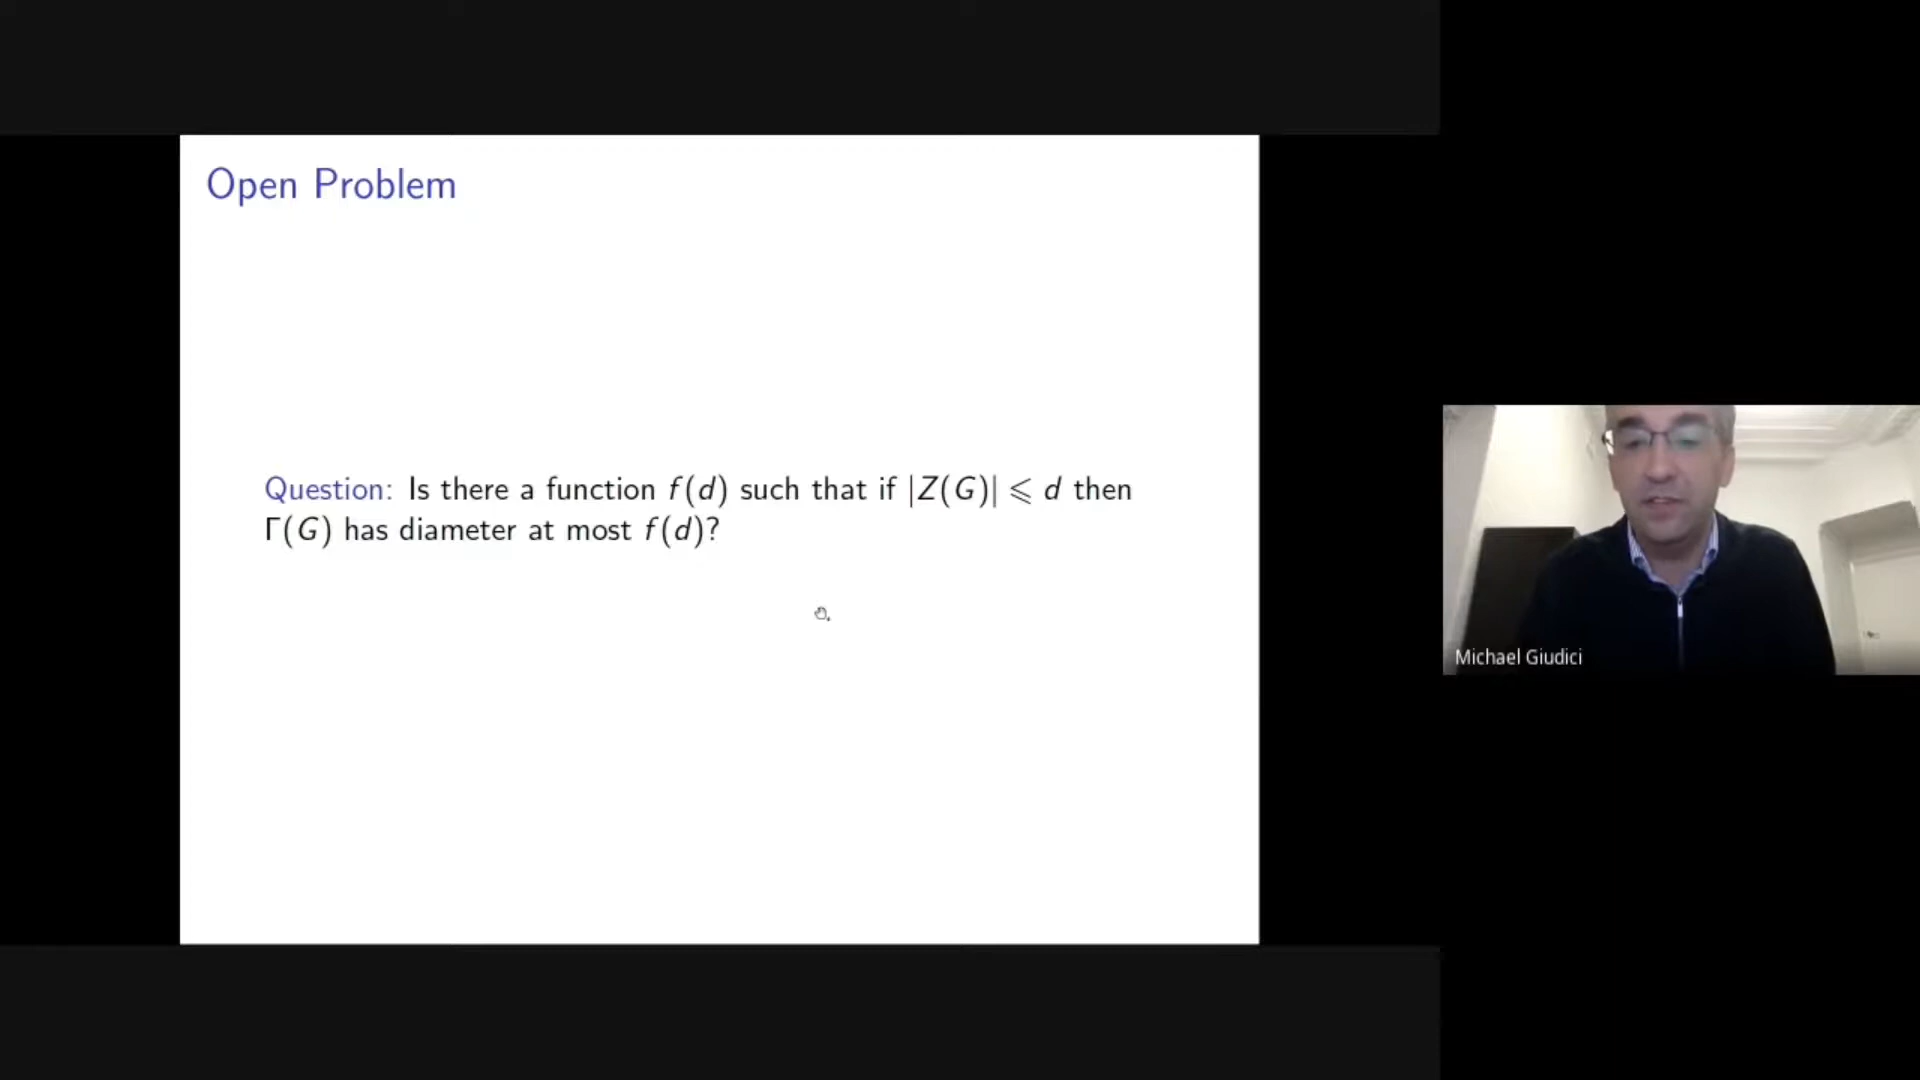 Open Problem
Question: Is there a function f(d) such that if |Z(G)| ⩽ d then
Γ(G) has diameter at most f(d)?
Michael Giudici